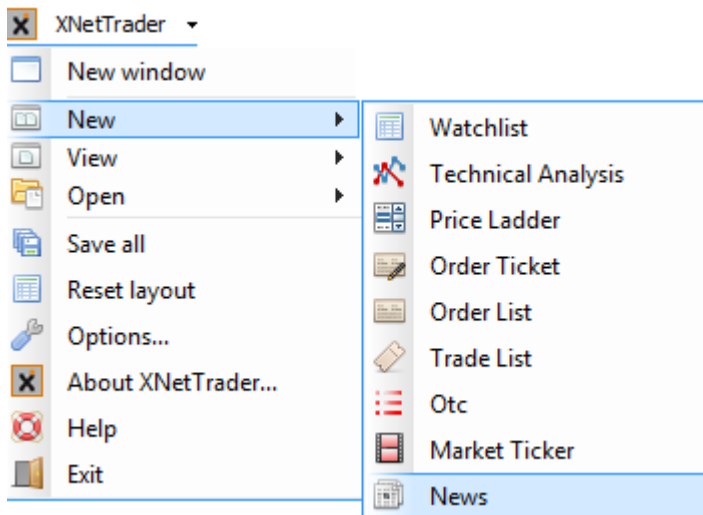 XNetTrader
New window
New
View
Open
Save all
Reset layout
Options...
About XNetTrader...
Help
Exit
Watchlist
Technical Analysis
Price Ladder
Order Ticket
Order List
Trade List
Otc
Market Ticker
News